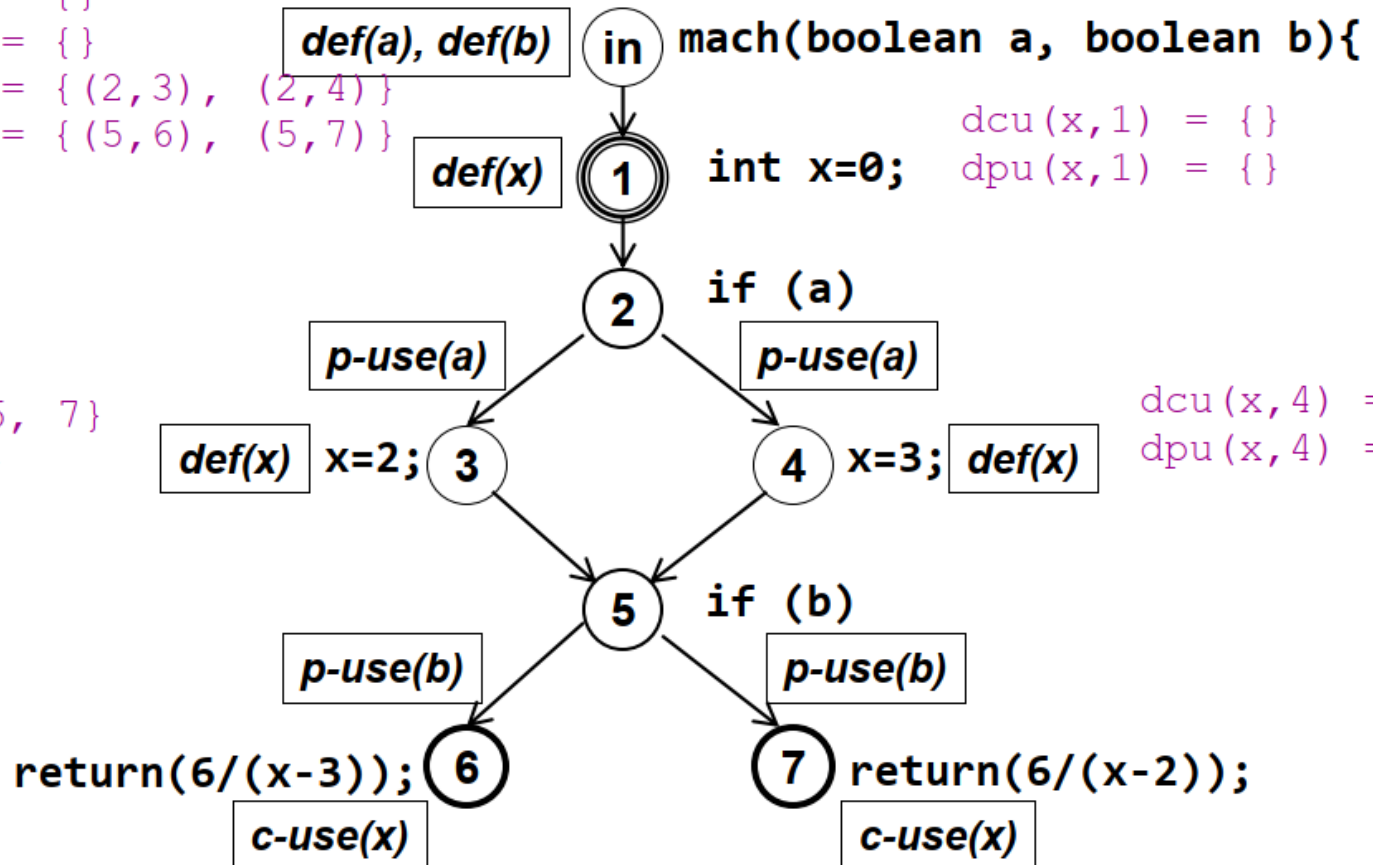 = {}
def(a), def(b) in mach(boolean a, boolean b){
= {(2,3), (2,4)}
= {(5,6), (5,7)}
dcu(x,1) = {}
def(x) 1 int x=0; dpu(x,1) = {}
2 if (a)
p-use(a) p-use(a)
7}
dcu(x,4) =
def(x) x=2; 3 4 x=3; def(x) dpu(x,4) =
5 if (b)
p-use(b) p-use(b)
return(6/(x-3)); 6 7 return(6/(x-2));
c-use(x) c-use(x)